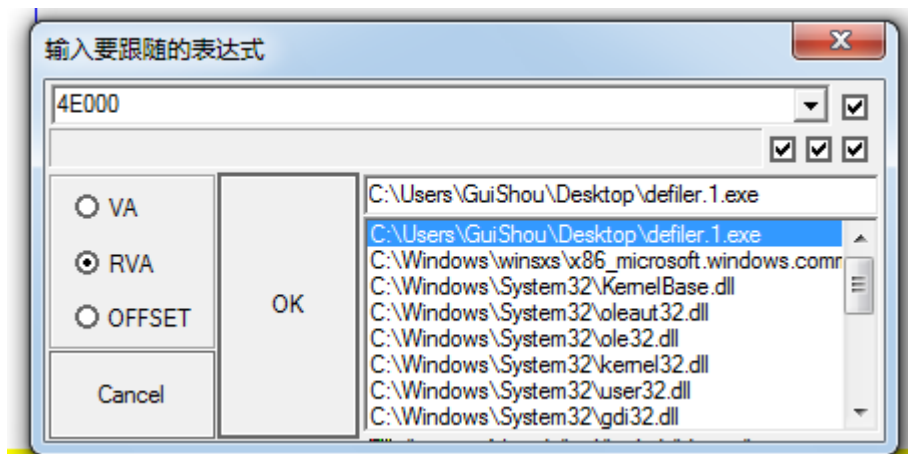 输入要跟随的表达式
4E000
VA
RVA
OFFSET
Cancel
OK
C:\Users\GuiShou\Desktop\defiler.1.exe
C:\Users\GuiShou\Desktop\defiler.1.exe
C:\Windows\winsxs\x86_microsoft.windows.comm
C:\Windows\System32\KernelBase.dll
C:\Windows\System32\oleaut32.dll
C:\Windows\System32\ole32.dll
C:\Windows\System32\kernel32.dll
C:\Windows\System32\user32.dll
C:\Windows\System32\gdi32.dll